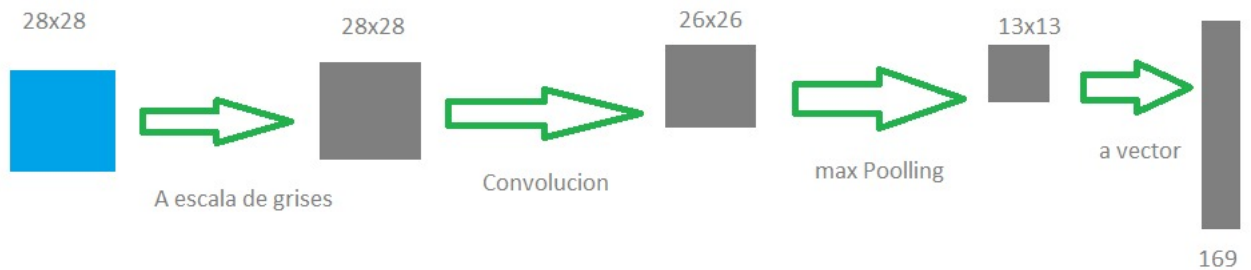 28x28
28x28
26x26
13x13
A escala de grises
Convolucion
max Poolling
a vector
169